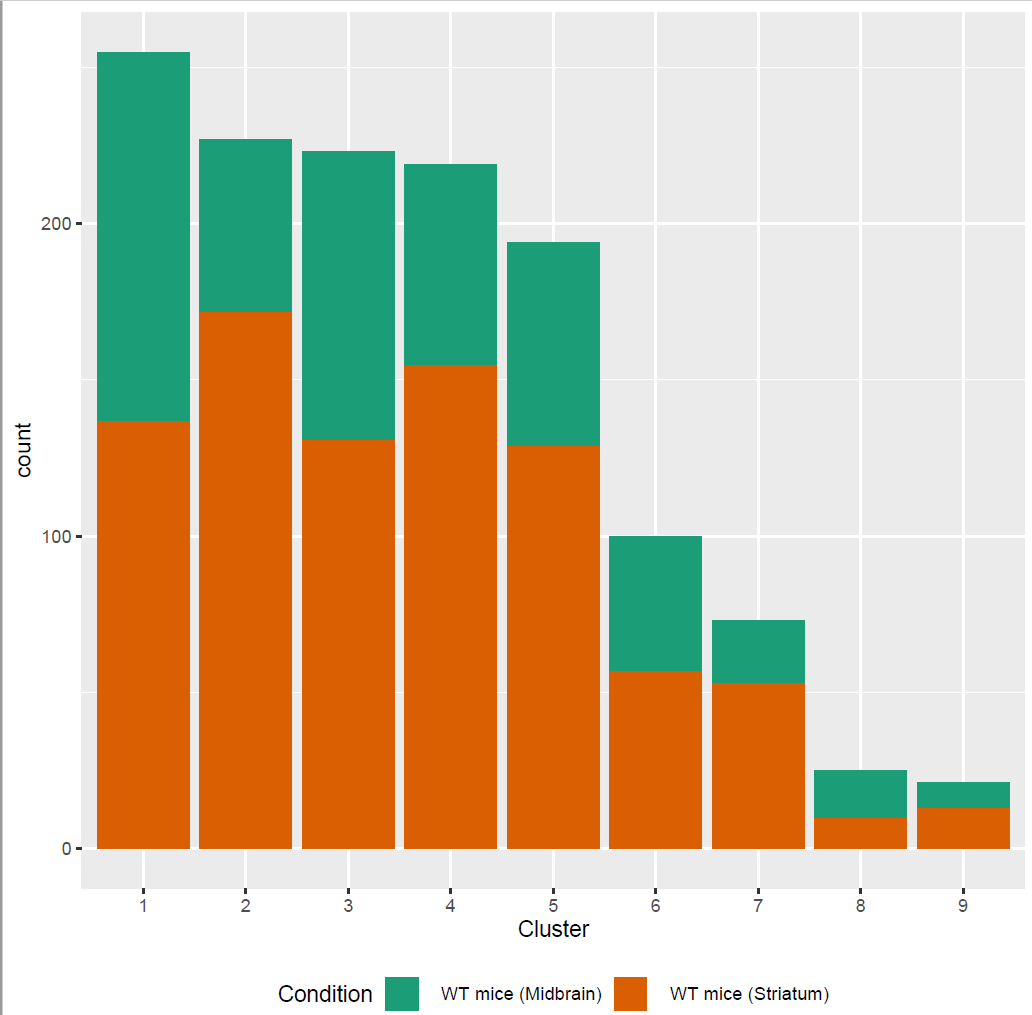 count
200
100
0
1 2 3 4 5 6 7 8 9
Cluster
Condition WT mice (Midbrain) WT mice (Striatum)